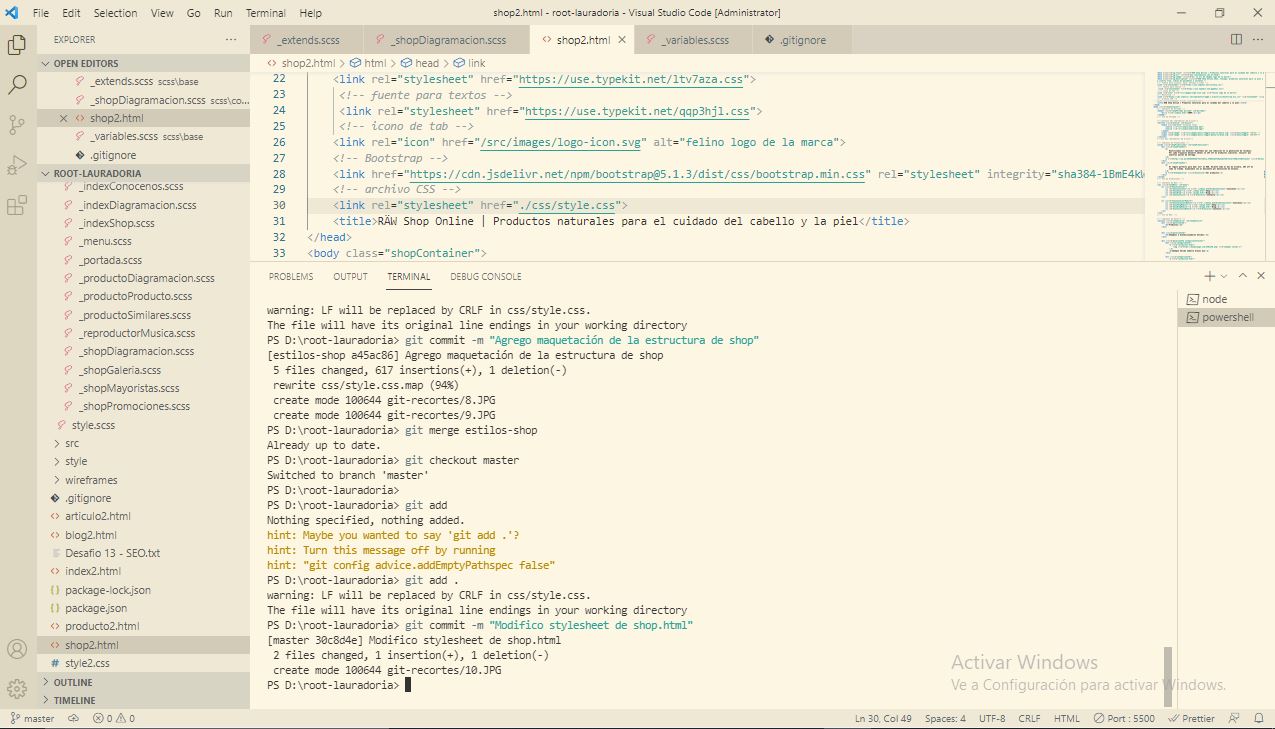 File Edit Selection View Go Run Terminal Help
shop2.html - root-lauradoria - Visual Studio Code [Administrator]
EXPLORER
OPEN EDITORS
_extends.scss scss\base
_shopDiagramacion.scss scss\co...
shop2.html
_variables.scss scss\base
.gitignore
ROOT-LAURADORIA
_indexConocenos.scss
_indexDiagramacion.scss
_indexShop.scss
_menu.scss
_portada.scss
_productoDiagramacion.scss
_productoProducto.scss
_productoSimilares.scss
_reproductorMusica.scss
_shopDiagramacion.scss
_shopGaleria.scss
_shopMayoristas.scss
_shopPromociones.scss
style.scss
src
style
wireframes
.gitignore
articulo2.html
blog2.html
Desafio 13 - SEO.txt
index2.html
package-lock.json
package.json
producto2.html
shop2.html
style2.css
OUTLINE
TIMELINE
_extends.scss
_shopDiagramacion.scss
shop2.html
_variables.scss
.gitignore
shop2.html > html > head > link
22 <link rel="stylesheet" href="https://use.typekit.net/ltv7aza.css">
23 <!-- fuente para
24 <link rel="stylesheet" href="https://use.typekit.net/qqp3hjl.css">
25 <!-- icono de tab -->
26 <link rel="icon" href="/src/images/logo-icon.svg" alt="felino logo de la marca">
27 <!-- Bootstrap -->
28 <link href="https://cdn.jsdelivr.net/npm/bootstrap@5.1.3/dist/css/bootstrap.min.css" rel="stylesheet" integrity="sha384-1BmE4kW
29 <!-- archivo CSS -->
30 <link rel="stylesheet" href="./css/style.css">
31 <title>RÄW Shop Online - Productos naturales para el cuidado del cabello y la piel</title>
32 </head>
33 <body class="shopContainer">
PROBLEMS OUTPUT TERMINAL DEBUG CONSOLE
node
powershell
warning: LF will be replaced by CRLF in css/style.css.
The file will have its original line endings in your working directory
PS D:\root-lauradoria> git commit -m "Agrego maquetación de la estructura de shop"
[estilos-shop a45ac86] Agrego maquetación de la estructura de shop
5 files changed, 617 insertions(+), 1 deletion(-)
rewrite css/style.css.map (94%)
create mode 100644 git-recortes/8.JPG
create mode 100644 git-recortes/9.JPG
PS D:\root-lauradoria> git merge estilos-shop
Already up to date.
PS D:\root-lauradoria> git checkout master
Switched to branch 'master'
PS D:\root-lauradoria>
PS D:\root-lauradoria> git add
Nothing specified, nothing added.
hint: Maybe you wanted to say 'git add .'?
hint: Turn this message off by running
hint: "git config advice.addEmptyPathspec false"
PS D:\root-lauradoria> git add .
warning: LF will be replaced by CRLF in css/style.css.
The file will have its original line endings in your working directory
PS D:\root-lauradoria> git commit -m "Modifico stylesheet de shop.html"
[master 30c8d4e] Modifico stylesheet de shop.html
2 files changed, 1 insertion(+), 1 deletion(-)
create mode 100644 git-recortes/10.JPG
PS D:\root-lauradoria>
Activar Windows
Ve a Configuración para activar Windows.
master 0 0
Ln 30, Col 49 Spaces: 4 UTF-8 CRLF HTML Port : 5500 Prettier